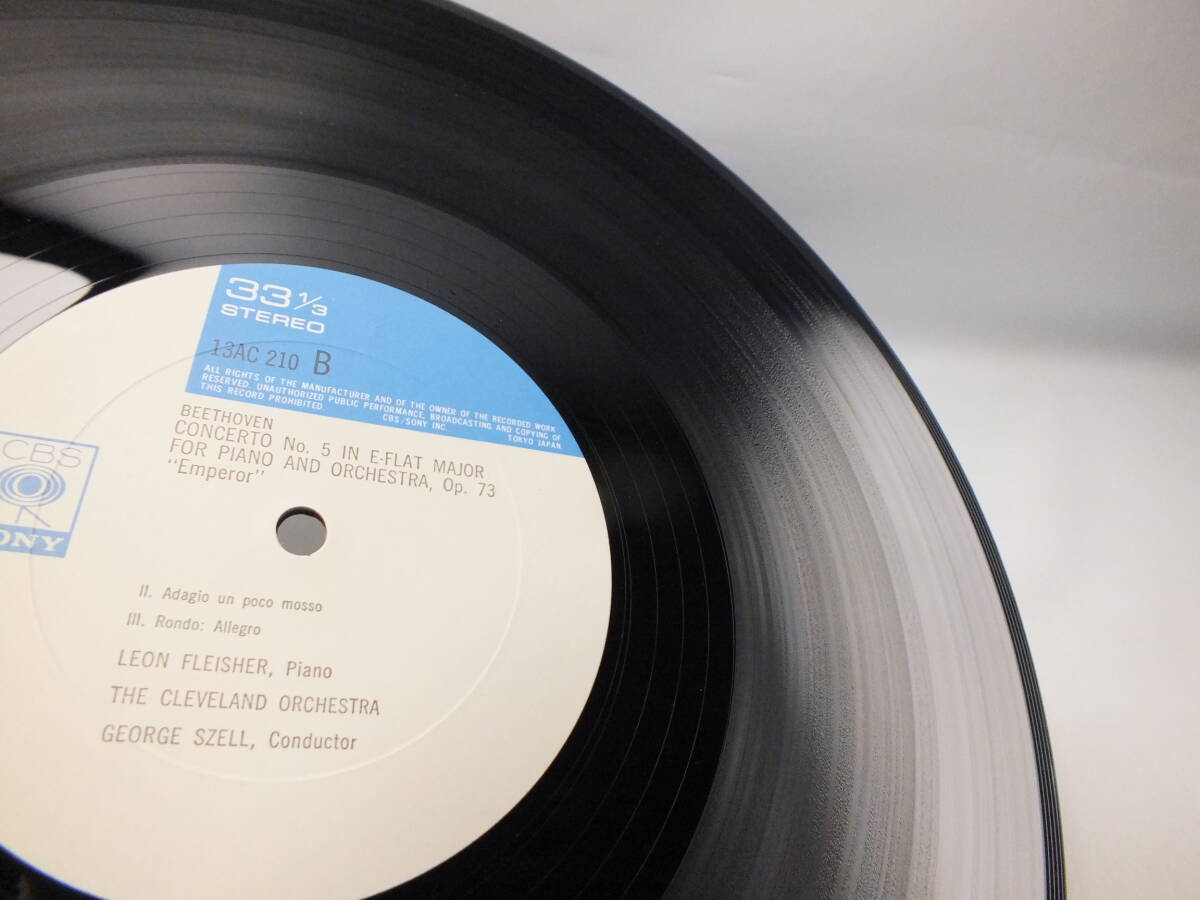 33 1/3
STEREO
13AC 210 B
ALL RIGHTS OF THE MANUFACTURER AND OF THE OWNER OF THE RECORDED WORK
RESERVED. UNAUTHORIZED PUBLIC PERFORMANCE, BROADCASTING AND COPYING OF
THIS RECORD PROHIBITED. CBS/SONY INC. TOKYO JAPAN.
BEETHOVEN
CONCERTO No. 5 IN E-FLAT MAJOR
FOR PIANO AND ORCHESTRA, Op. 73
"Emperor"
CBS
ONY
II. Adagio un poco mosso
III. Rondo: Allegro
LEON FLEISHER, Piano
THE CLEVELAND ORCHESTRA
GEORGE SZELL, Conductor